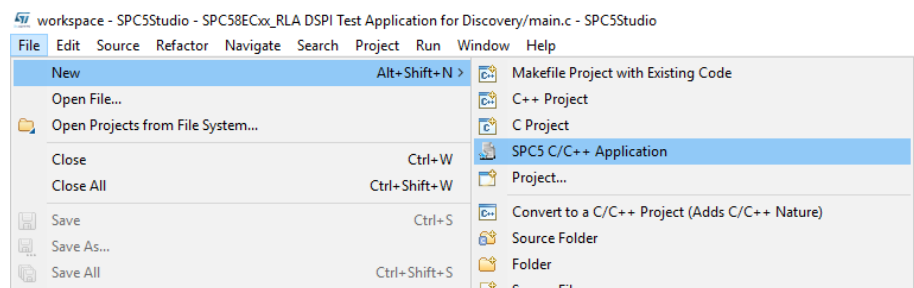 workspace - SPC5Studio - SPC58ECxx_RLA DSPI Test Application for Discovery/main.c - SPC5Studio
File Edit Source Refactor Navigate Search Project Run Window Help
New Alt+Shift+N >
Open File...
Open Projects from File System...
Close Ctrl+W
Close All Ctrl+Shift+W
Save Ctrl+S
Save As...
Save All Ctrl+Shift+S
Makefile Project with Existing Code
C++ Project
C Project
SPC5 C/C++ Application
Project...
Convert to a C/C++ Project (Adds C/C++ Nature)
Source Folder
Folder